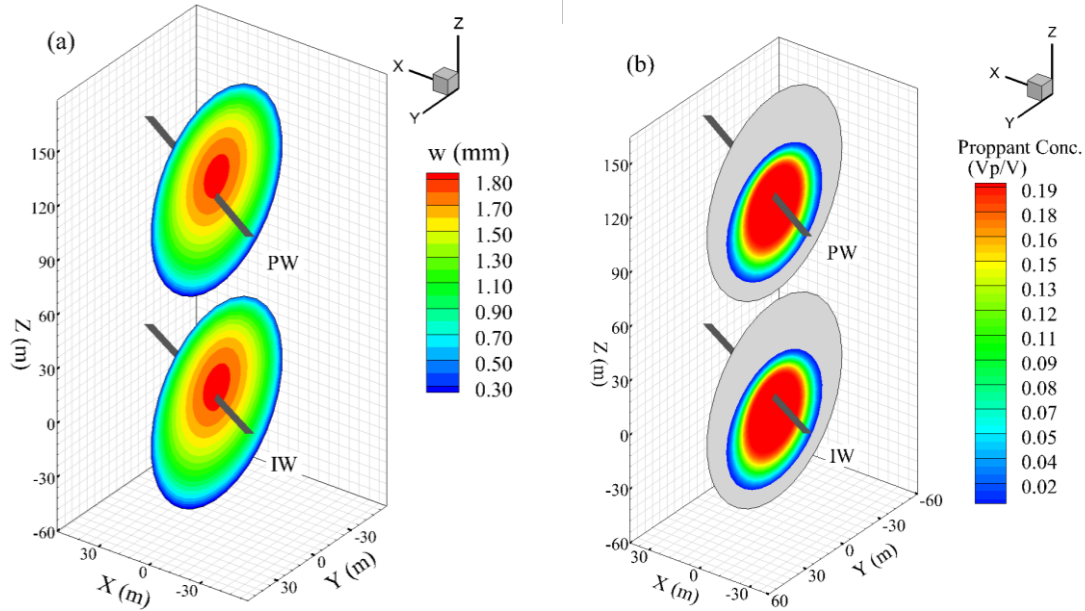 (a)
Z
X
Y
w (mm)
1.80
1.70
1.50
1.30
1.10
0.90
0.70
0.50
0.30
150
120
90
60
30
0
-30
-60
Z (m)
PW
IW
30
0
-30
X (m)
-30
0
30
Y (m)
(b)
Z
X
Y
Proppant Conc.
(Vp/V)
0.19
0.18
0.16
0.15
0.13
0.12
0.11
0.09
0.08
0.07
0.05
0.04
0.02
150
120
90
60
30
0
-30
-60
Z (m)
PW
IW
30
0
-30
X (m)
-60
-30
0
30
60
Y (m)